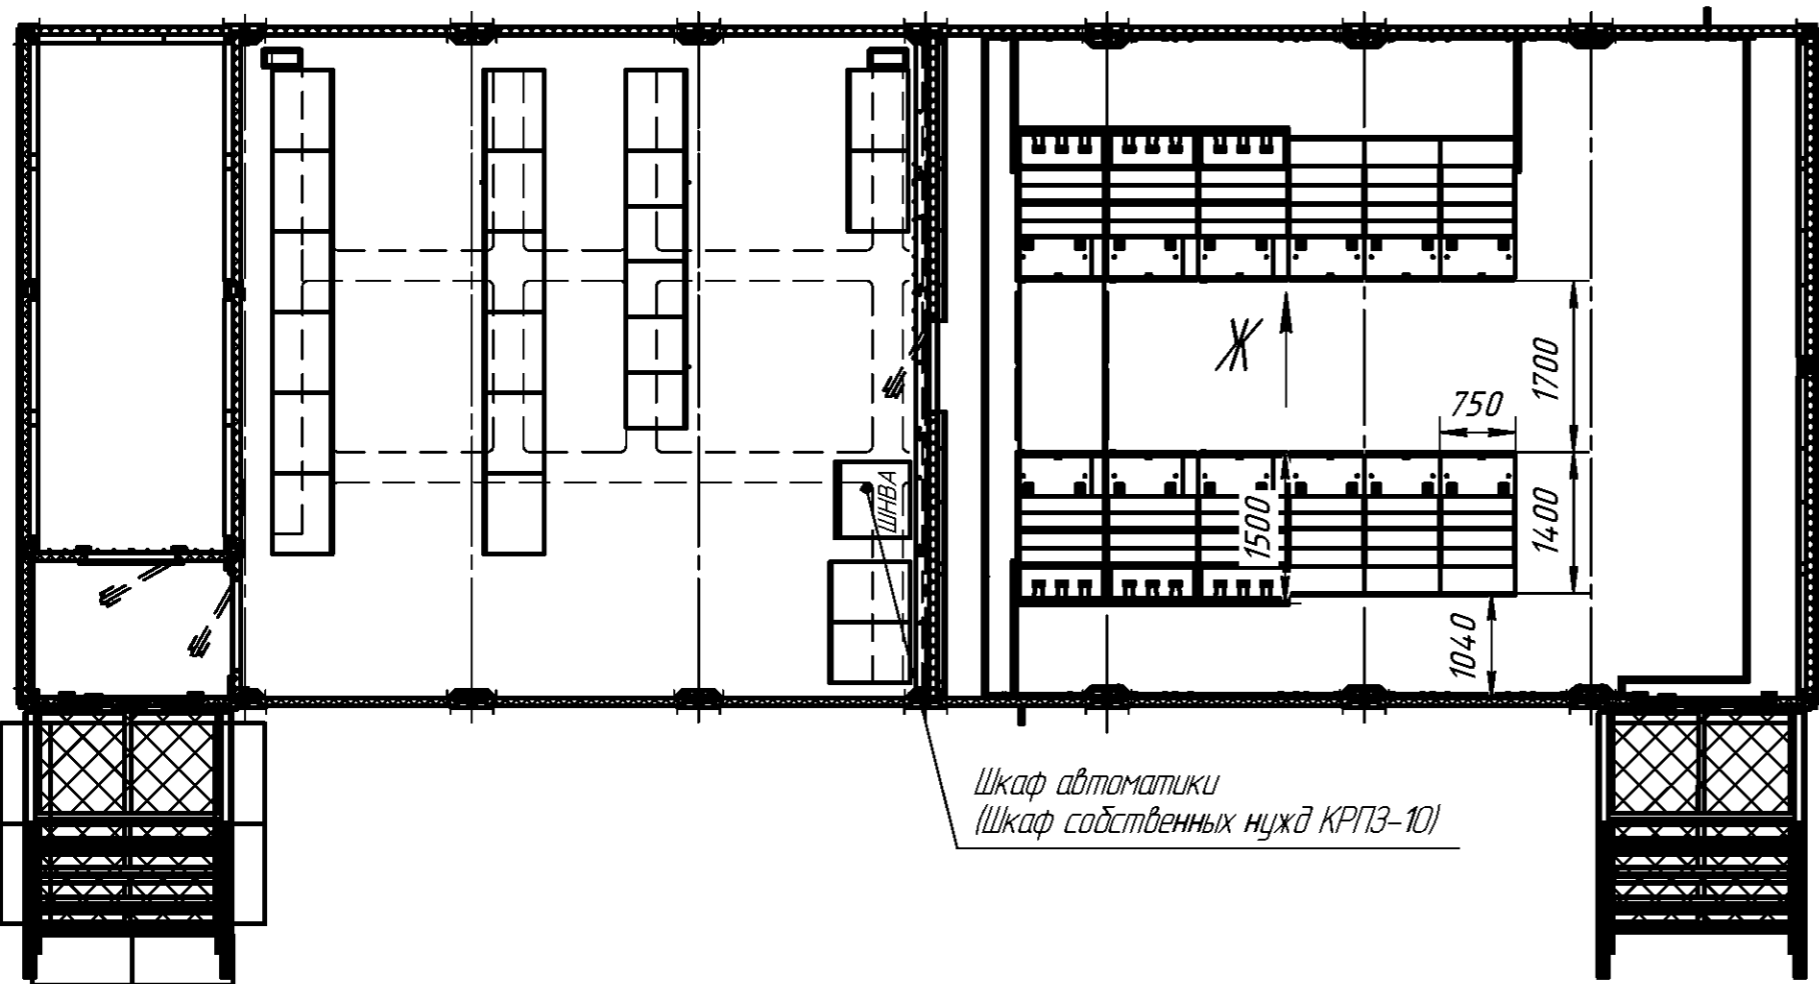 Ж
1700
750
ШНВА
1500
1400
1040
Шкаф автоматики
(Шкаф собственных нужд КРПЗ-10)